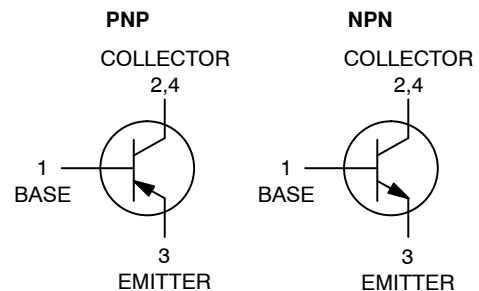 PNP
COLLECTOR
2,4
1
BASE
3
EMITTER
NPN
COLLECTOR
2,4
1
BASE
3
EMITTER